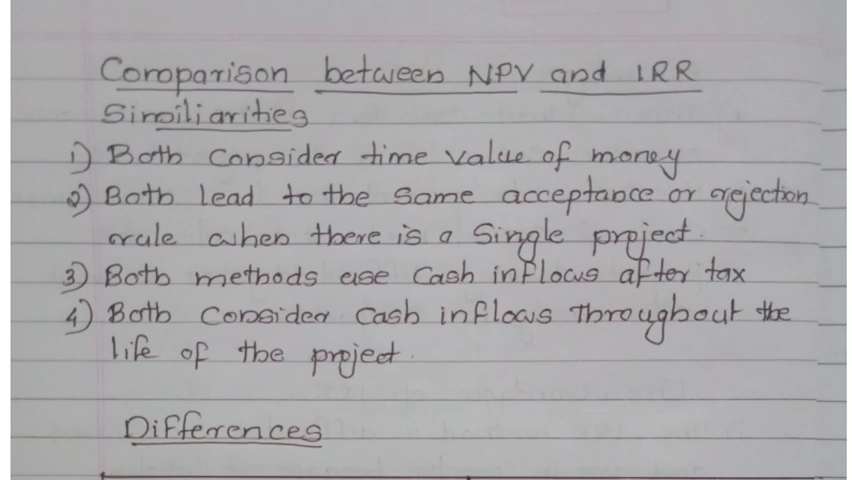 Comparison between NPV and IRR
Similiarities
1) Both consider time value of money
2) Both lead to the same acceptance or rejection
rule when there is a single project.
3) Both methods use cash inflows after tax
4) Both consider cash inflows throughout the
life of the project.
Differences